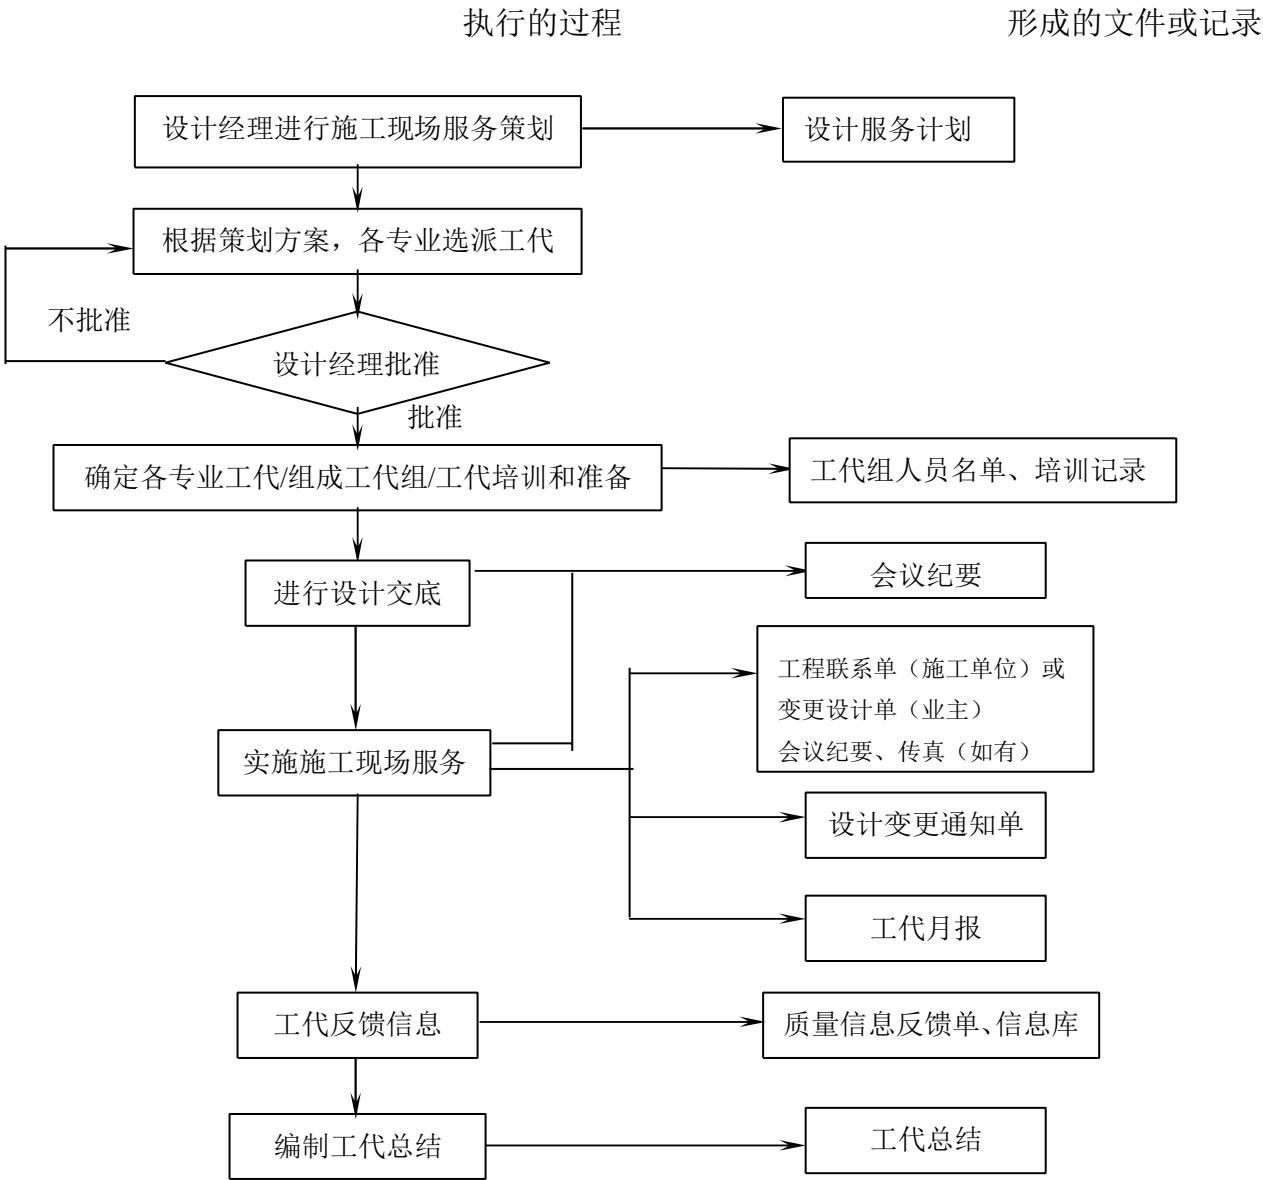 执行的过程
形成的文件或记录
设计经理进行施工现场服务策划
设计服务计划
根据策划方案，各专业选派工代
不批准
设计经理批准
批准
确定各专业工代/组成工代组/工代培训和准备
工代组人员名单、培训记录
进行设计交底
会议纪要
工程联系单（施工单位）或
变更设计单（业主）
会议纪要、传真（如有）
实施施工现场服务
设计变更通知单
工代月报
工代反馈信息
质量信息反馈单、信息库
编制工代总结
工代总结